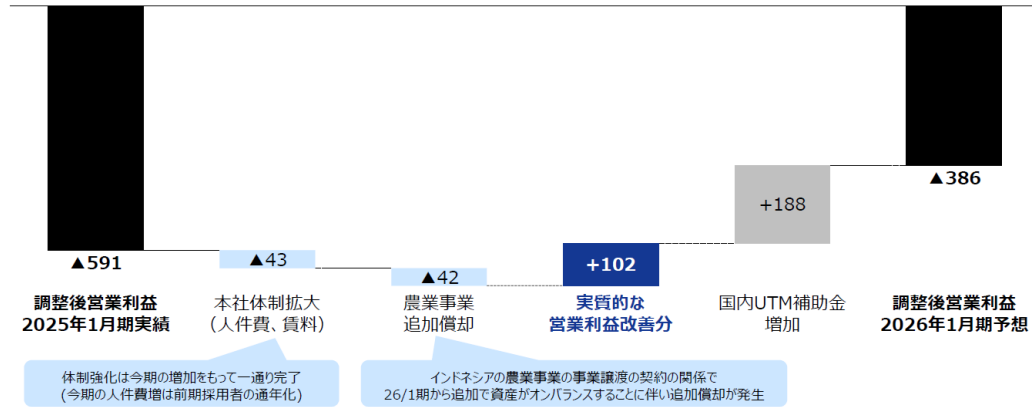 ▲591
▲43
▲42
+102
+188
▲386
調整後営業利益
2025年1月期実績
本社体制拡大
(人件費、賃料)
農業事業
追加償却
実質的な
営業利益改善分
国内UTM補助金
増加
調整後営業利益
2026年1月期予想
体制強化は今期の増加をもって一通り完了
(今期の人件費増は前期採用者の通年化)
インドネシアの農業事業の事業譲渡の契約の関係で
26/1期から追加で資産がオンバランスすることに伴い追加償却が発生